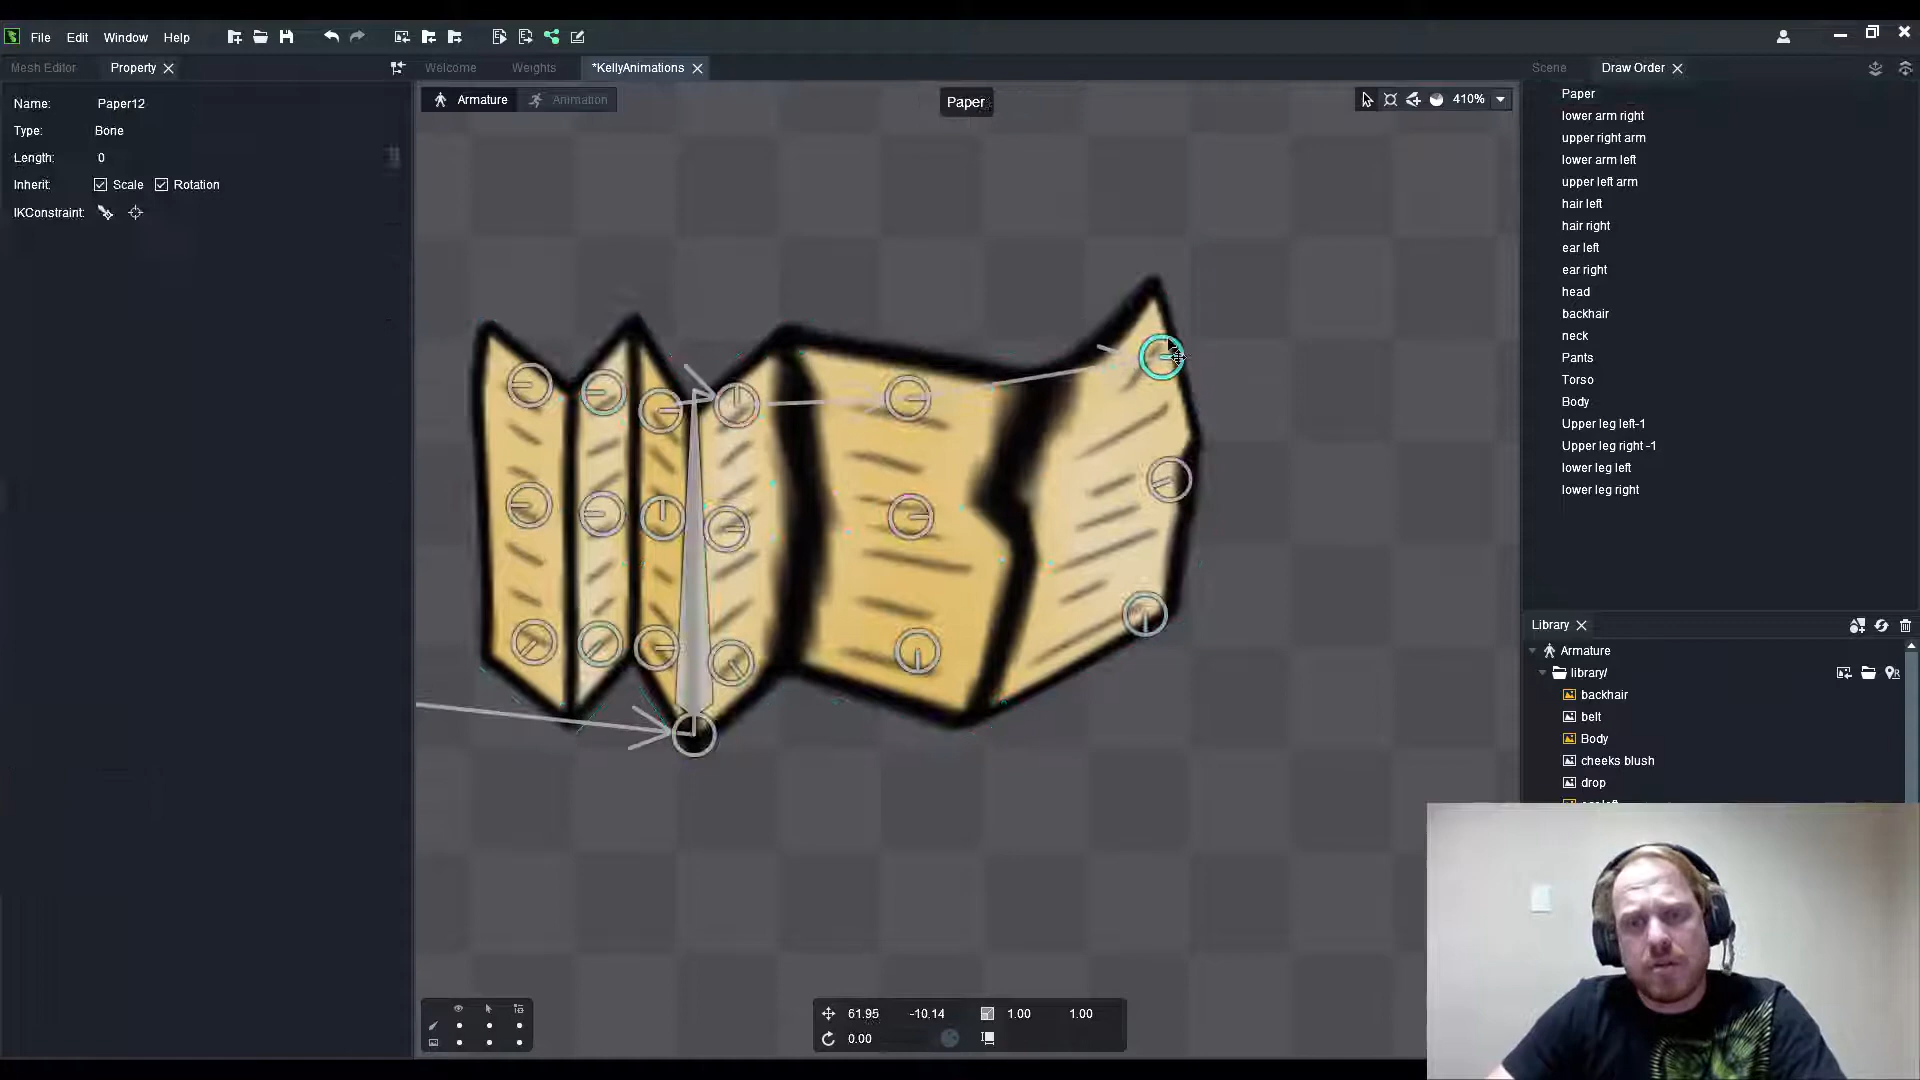 File Edit Window Help
Mesh Editor Property
Welcome Weights *KellyAnimations
Scene Draw Order
Name: Paper12
Type: Bone
Length: 0
Inherit: Scale Rotation
IKConstraint:
Armature Animation
Paper
410%
Paper
lower arm right
upper right arm
lower arm left
upper left arm
hair left
hair right
ear left
ear right
head
backhair
neck
Pants
Torso
Body
Upper leg left-1
Upper leg right -1
lower leg left
lower leg right
Library
Armature
library/
backhair
belt
Body
cheeks blush
drop
61.95 -10.14 1.00 1.00
0.00